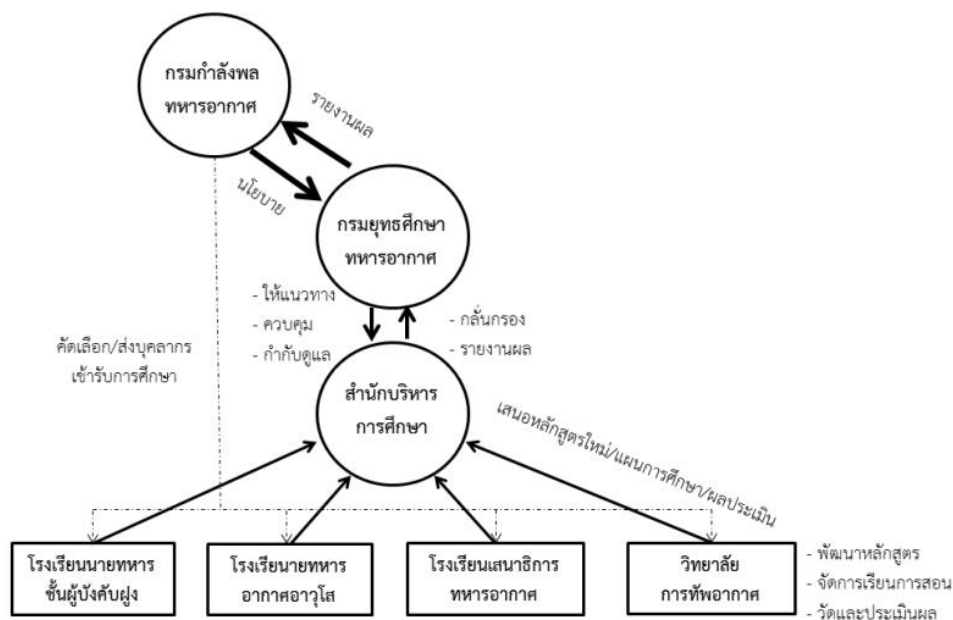 กรมกำลังพล
ทหารอากาศ
รายงานผล
นโยบาย
กรมยุทธศึกษา
ทหารอากาศ
- ให้แนวทาง
- ควบคุม
- กำกับดูแล
- กลั่นกรอง
- รายงานผล
คัดเลือก/ส่งบุคลากร
เข้ารับการศึกษา
สำนักบริหาร
การศึกษา
เสนอหลักสูตรใหม่/แผนการศึกษา/ผลประเมิน
โรงเรียนนายทหาร
ชั้นผู้บังคับฝูง
โรงเรียนายทหาร
อากาศอาวุโส
โรงเรียนเสนาธิการ
ทหารอากาศ
วิทยาลัย
การทัพอากาศ
- พัฒนาหลักสูตร
- จัดการเรียนการสอน
- วัดและประเมินผล